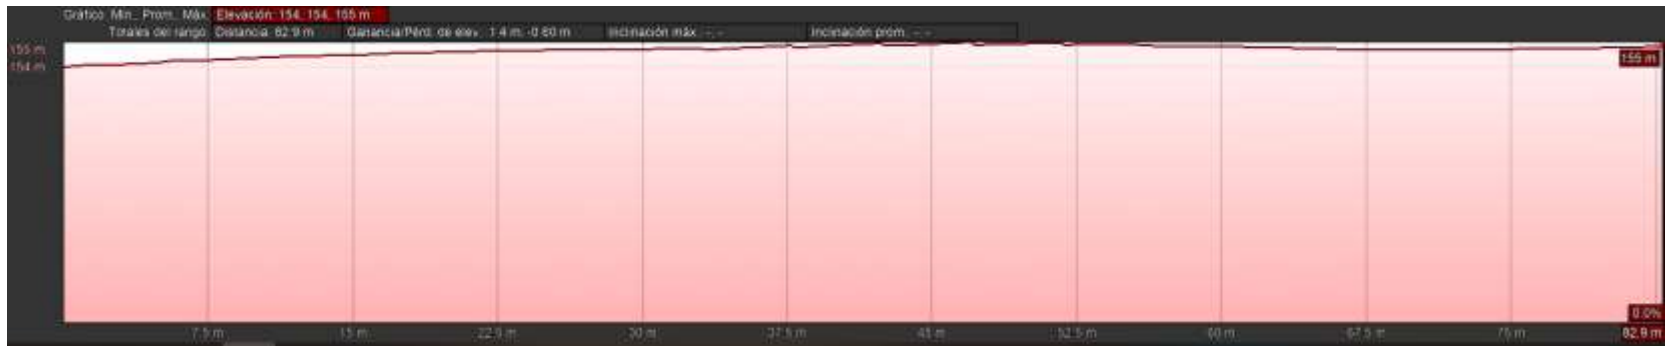 Gráfico: Mín., Prom., Máx. Elevación: 154, 154, 155 m
Totales del rango: Distancia: 82.9 m Ganancia/Pérd. de elev.: 1.4 m, -0.60 m Inclinación máx.: -, - Inclinación prom.: -, -
155 m
154 m
155 m
0.0%
7.5 m 15 m 22.5 m 30 m 37.5 m 45 m 52.5 m 60 m 67.5 m 75 m 82.9 m